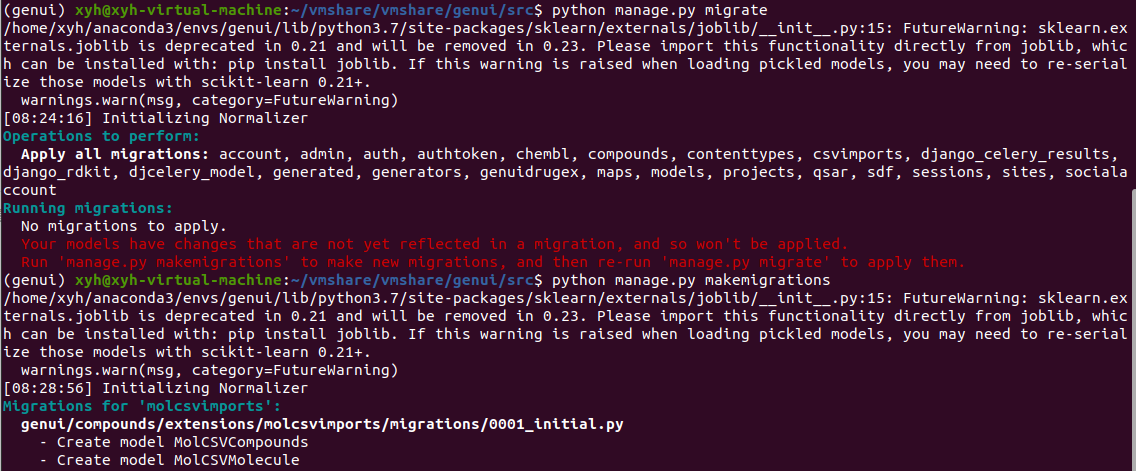 (genui) xyh@xyh-virtual-machine:~/vmshare/vmshare/genui/src$ python manage.py migrate
/home/xyh/anaconda3/envs/genui/lib/python3.7/site-packages/sklearn/externals/joblib/__init__.py:15: FutureWarning: sklearn.ex
ternals.joblib is deprecated in 0.21 and will be removed in 0.23. Please import this functionality directly from joblib, whic
h can be installed with: pip install joblib. If this warning is raised when loading pickled models, you may need to re-serial
ize those models with scikit-learn 0.21+.
  warnings.warn(msg, category=FutureWarning)
[08:24:16] Initializing Normalizer
Operations to perform:
  Apply all migrations: account, admin, auth, authtoken, chembl, compounds, contenttypes, csvimports, django_celery_results,
django_rdkit, djcelery_model, generated, generators, genuidrugex, maps, models, projects, qsar, sdf, sessions, sites, sociala
ccount
Running migrations:
  No migrations to apply.
  Your models have changes that are not yet reflected in a migration, and so won't be applied.
  Run 'manage.py makemigrations' to make new migrations, and then re-run 'manage.py migrate' to apply them.
(genui) xyh@xyh-virtual-machine:~/vmshare/vmshare/genui/src$ python manage.py makemigrations
/home/xyh/anaconda3/envs/genui/lib/python3.7/site-packages/sklearn/externals/joblib/__init__.py:15: FutureWarning: sklearn.ex
ternals.joblib is deprecated in 0.21 and will be removed in 0.23. Please import this functionality directly from joblib, whic
h can be installed with: pip install joblib. If this warning is raised when loading pickled models, you may need to re-serial
ize those models with scikit-learn 0.21+.
  warnings.warn(msg, category=FutureWarning)
[08:28:56] Initializing Normalizer
Migrations for 'molcsvimports':
  genui/compounds/extensions/molcsvimports/migrations/0001_initial.py
    - Create model MolCSVCompounds
    - Create model MolCSVMolecule